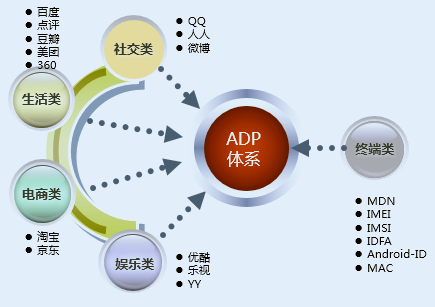 百度
点评
豆瓣
美团
360
社交类
QQ
人人
微博
生活类
ADP
体系
终端类
电商类
淘宝
京东
娱乐类
优酷
乐视
YY
MDN
IMEI
IMSI
IDFA
Android-ID
MAC